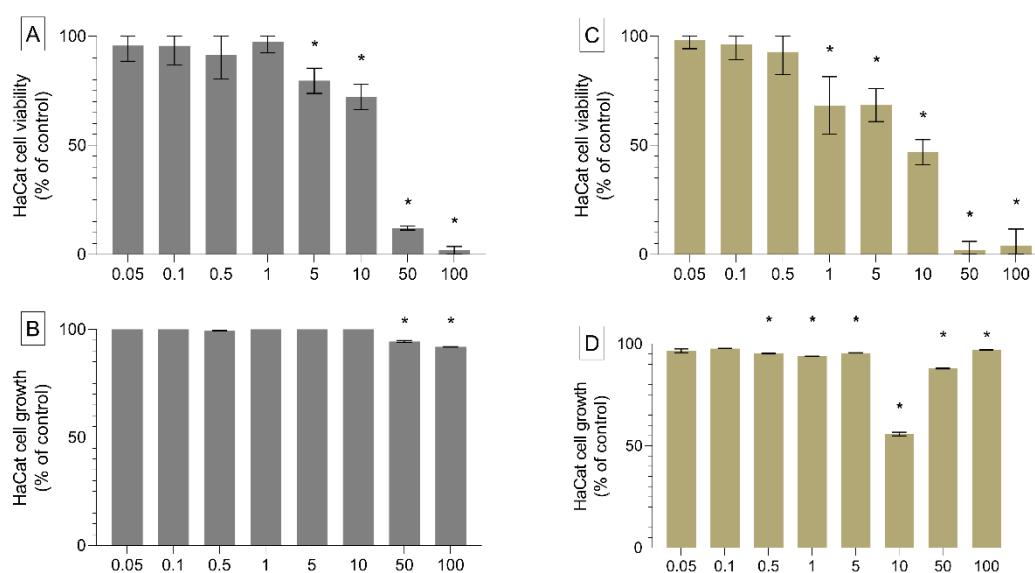 A
HaCat cell viability
(% of control)
100
50
0
* * * *
0.05 0.1 0.5 1 5 10 50 100
C
HaCat cell viability
(% of control)
100
50
0
* * * * *
0.05 0.1 0.5 1 5 10 50 100
B
HaCat cell growth
(% of control)
100
50
0
* *
0.05 0.1 0.5 1 5 10 50 100
D
HaCat cell growth
(% of control)
100
50
0
* * * * * *
0.05 0.1 0.5 1 5 10 50 100